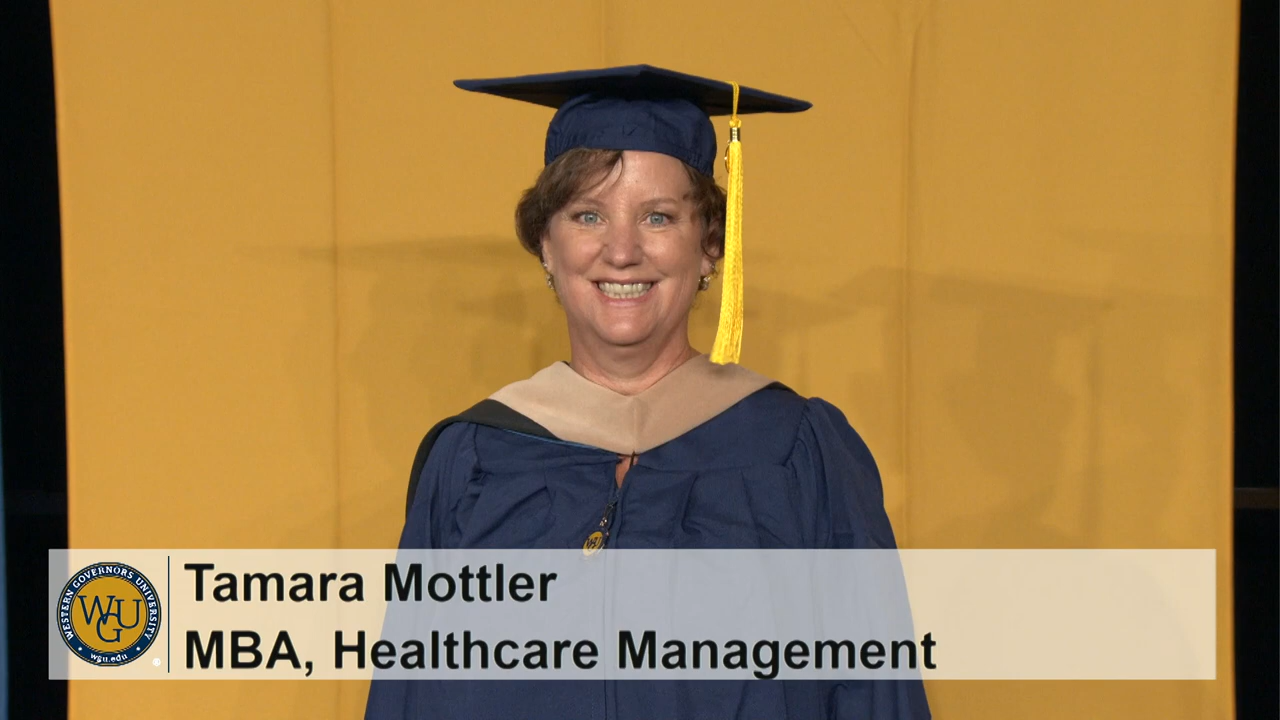 WESTERN GOVERNORS UNIVERSITY
WGU
wgu.edu
®
Tamara Mottler
MBA, Healthcare Management